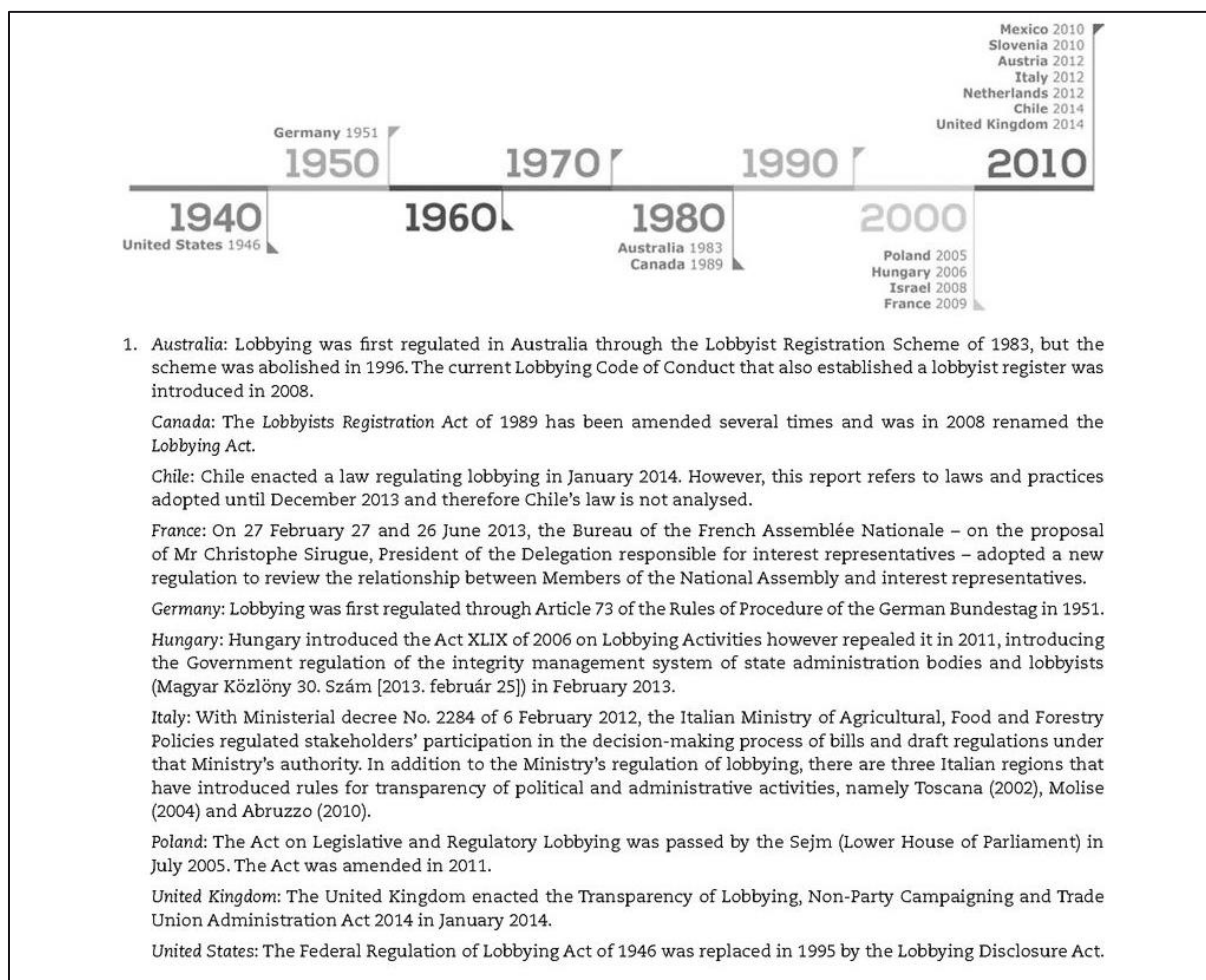 Mexico 2010
Slovenia 2010
Austria 2012
Italy 2012
Netherlands 2012
Chile 2014
United Kingdom 2014
Germany 1951
1950
1970
1990
2010
1940
1960
1980
2000
United States 1946
Australia 1983
Canada 1989
Poland 2005
Hungary 2006
Israel 2008
France 2009
1. Australia: Lobbying was first regulated in Australia through the Lobbyist Registration Scheme of 1983, but the
scheme was abolished in 1996. The current Lobbying Code of Conduct that also established a lobbyist register was
introduced in 2008.
Canada: The Lobbyists Registration Act of 1989 has been amended several times and was in 2008 renamed the
Lobbying Act.
Chile: Chile enacted a law regulating lobbying in January 2014. However, this report refers to laws and practices
adopted until December 2013 and therefore Chile's law is not analysed.
France: On 27 February 27 and 26 June 2013, the Bureau of the French Assemblée Nationale – on the proposal
of Mr Christophe Sirugue, President of the Delegation responsible for interest representatives – adopted a new
regulation to review the relationship between Members of the National Assembly and interest representatives.
Germany: Lobbying was first regulated through Article 73 of the Rules of Procedure of the German Bundestag in 1951.
Hungary: Hungary introduced the Act XLIX of 2006 on Lobbying Activities however repealed it in 2011, introducing
the Government regulation of the integrity management system of state administration bodies and lobbyists
(Magyar Közlöny 30. Szám [2013. február 25]) in February 2013.
Italy: With Ministerial decree No. 2284 of 6 February 2012, the Italian Ministry of Agricultural, Food and Forestry
Policies regulated stakeholders' participation in the decision-making process of bills and draft regulations under
that Ministry's authority. In addition to the Ministry's regulation of lobbying, there are three Italian regions that
have introduced rules for transparency of political and administrative activities, namely Toscana (2002), Molise
(2004) and Abruzzo (2010).
Poland: The Act on Legislative and Regulatory Lobbying was passed by the Sejm (Lower House of Parliament) in
July 2005. The Act was amended in 2011.
United Kingdom: The United Kingdom enacted the Transparency of Lobbying, Non-Party Campaigning and Trade
Union Administration Act 2014 in January 2014.
United States: The Federal Regulation of Lobbying Act of 1946 was replaced in 1995 by the Lobbying Disclosure Act.